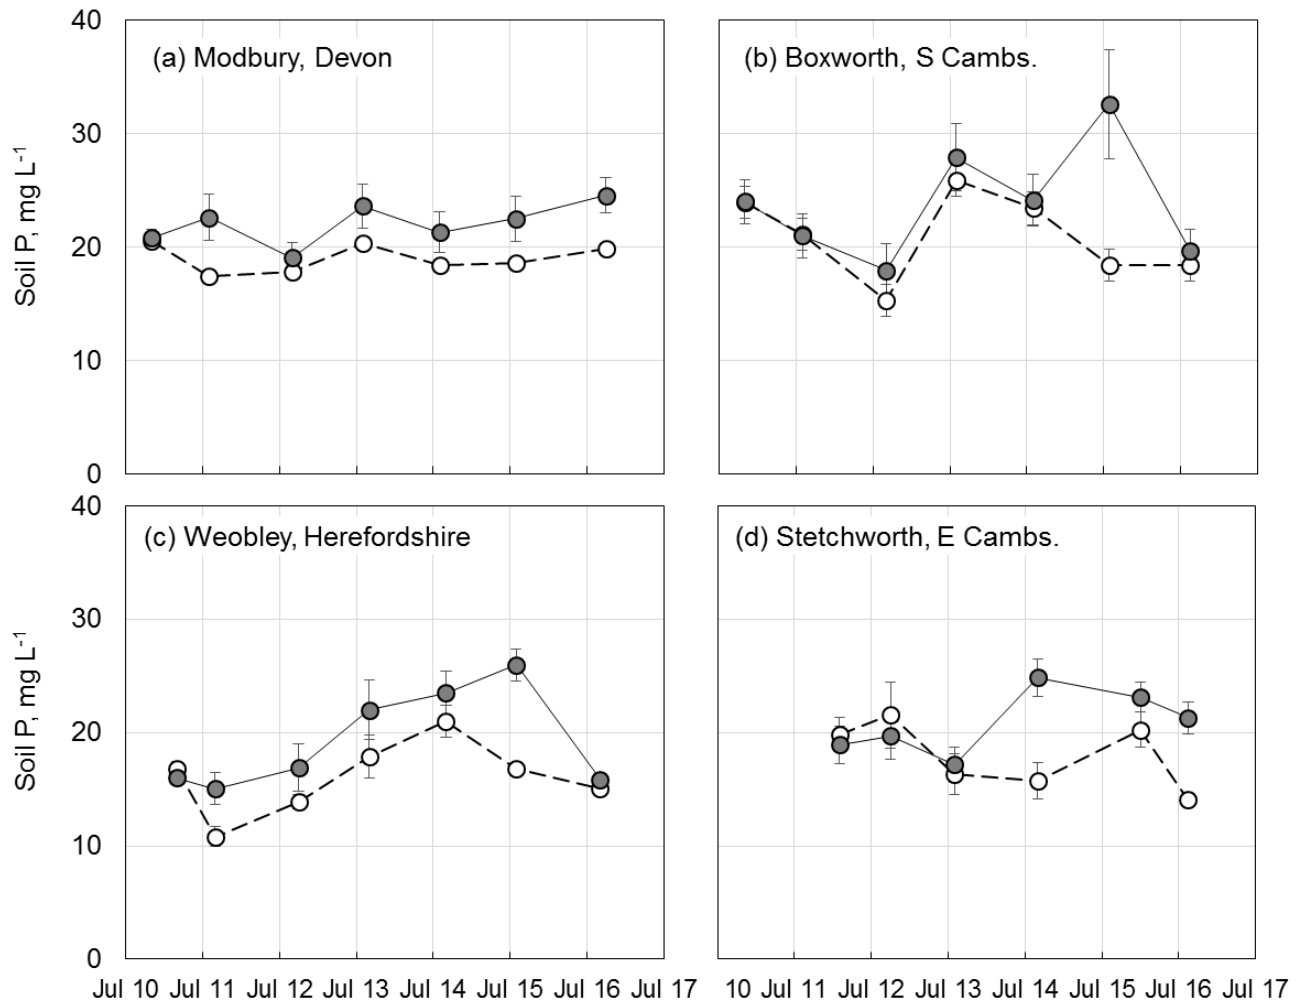 40
30
20
10
0
Soil P, mg L⁻¹
(a) Modbury, Devon
(b) Boxworth, S Cambs.
40
30
20
10
0
Soil P, mg L⁻¹
(c) Weobley, Herefordshire
(d) Stetchworth, E Cambs.
Jul 10 Jul 11 Jul 12 Jul 13 Jul 14 Jul 15 Jul 16 Jul 17
10 Jul 11 Jul 12 Jul 13 Jul 14 Jul 15 Jul 16 Jul 17